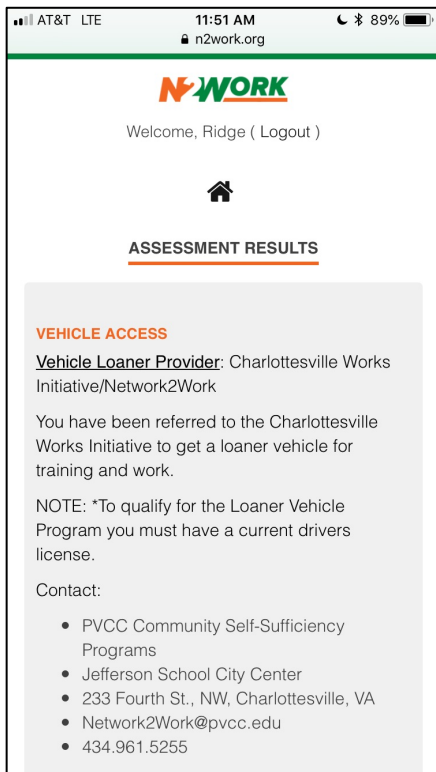 AT&T LTE 11:51 AM 89%
n2work.org
N2WORK
Welcome, Ridge ( Logout )
ASSESSMENT RESULTS
VEHICLE ACCESS
Vehicle Loaner Provider: Charlottesville Works
Initiative/Network2Work
You have been referred to the Charlottesville
Works Initiative to get a loaner vehicle for
training and work.
NOTE: *To qualify for the Loaner Vehicle
Program you must have a current drivers
license.
Contact:
• PVCC Community Self-Sufficiency
Programs
• Jefferson School City Center
• 233 Fourth St., NW, Charlottesville, VA
• Network2Work@pvcc.edu
• 434.961.5255